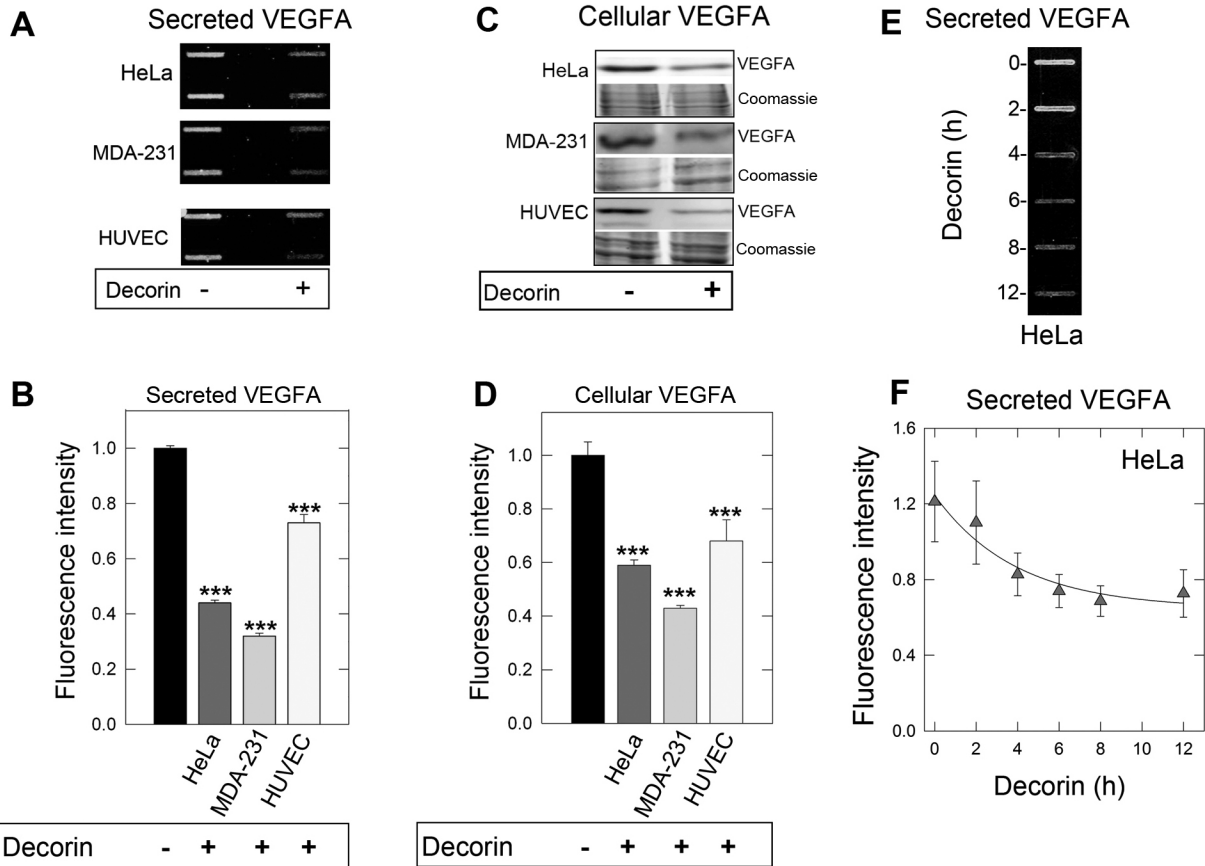 A
Secreted VEGFA
HeLa
MDA-231
HUVEC
Decorin - +
C
Cellular VEGFA
HeLa
VEGFA
Coomassie
MDA-231
VEGFA
Coomassie
HUVEC
VEGFA
Coomassie
Decorin - +
E
Secreted VEGFA
Decorin (h)
0-
2-
4-
6-
8-
12-
HeLa
B
Secreted VEGFA
Fluorescence intensity
1.0
0.8
0.6
0.4
0.2
0.0
***
***
***
HeLa
MDA-231
HUVEC
Decorin - + + +
D
Cellular VEGFA
Fluorescence intensity
1.0
0.8
0.6
0.4
0.2
0.0
***
***
***
HeLa
MDA-231
HUVEC
Decorin - + + +
F
Secreted VEGFA
HeLa
Fluorescence intensity
1.6
1.2
0.8
0.4
0.0
0 2 4 6 8 10 12
Decorin (h)